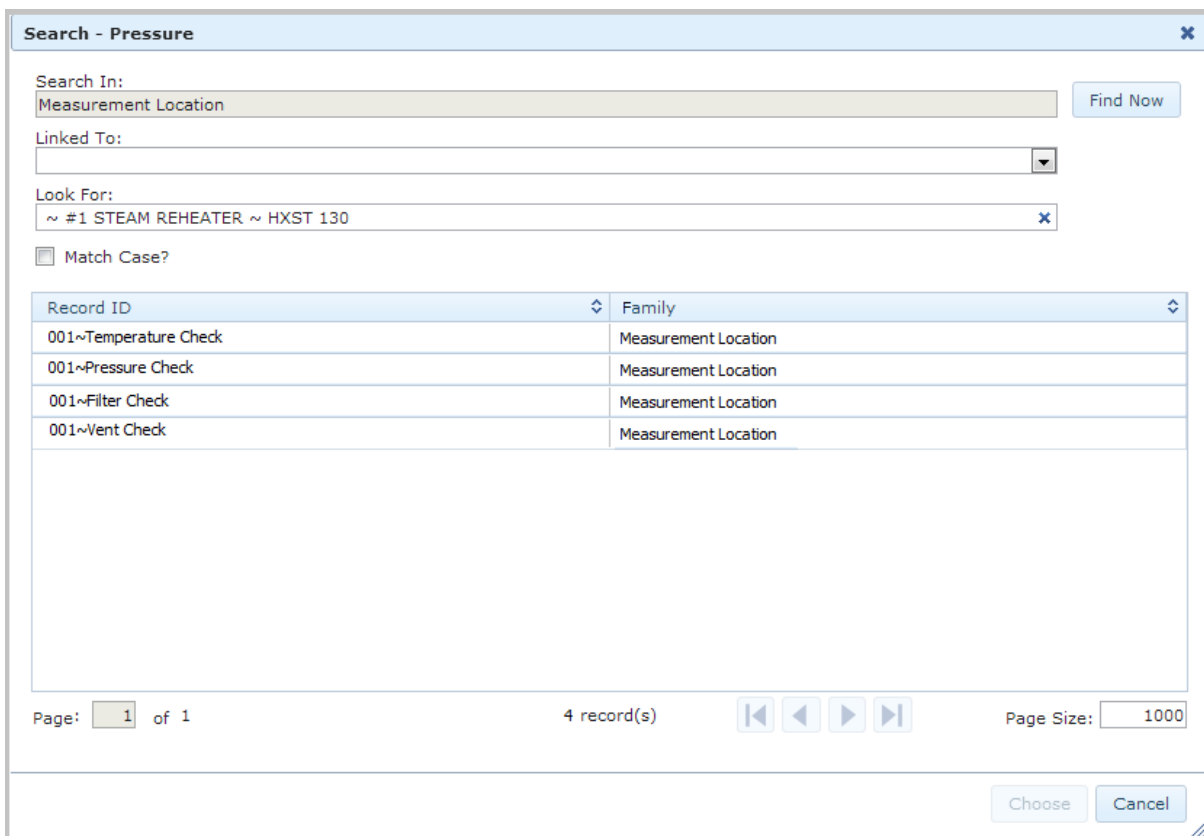 Search - Pressure
Search In:
Measurement Location
Find Now
Linked To:
Look For:
~ #1 STEAM REHEATER ~ HXST 130
Match Case?
Record ID Family
001~Temperature Check Measurement Location
001~Pressure Check Measurement Location
001~Filter Check Measurement Location
001~Vent Check Measurement Location
Page: 1 of 1 4 record(s) Page Size: 1000
Choose Cancel